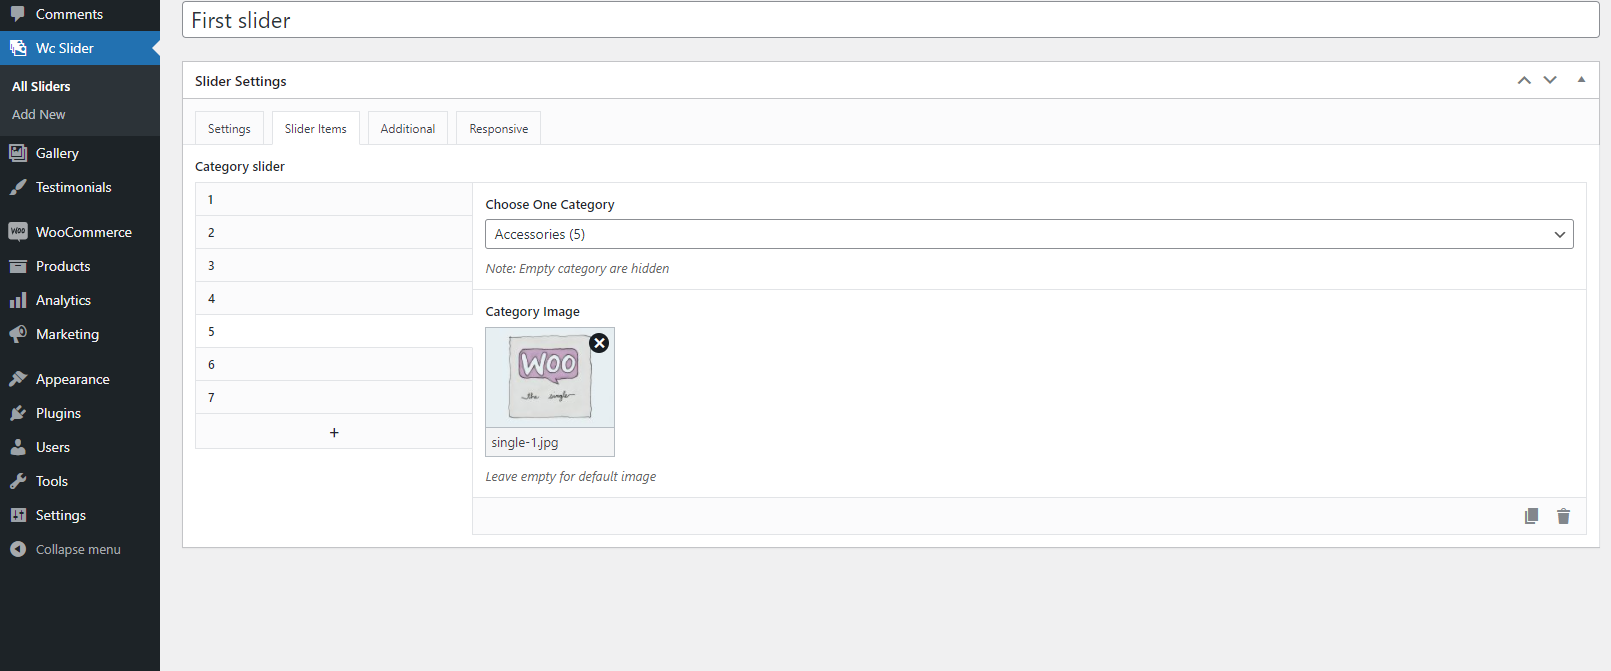 Comments
Wc Slider
All Sliders
Add New
Gallery
Testimonials
WOO WooCommerce
Products
Analytics
Marketing
Appearance
Plugins
Users
Tools
Settings
Collapse menu
First slider
Slider Settings
Settings
Slider Items
Additional
Responsive
Category slider
1
2
3
4
5
6
7
+
Choose One Category
Accessories (5)
Note: Empty category are hidden
Category Image
WOO
the single
single-1.jpg
Leave empty for default image